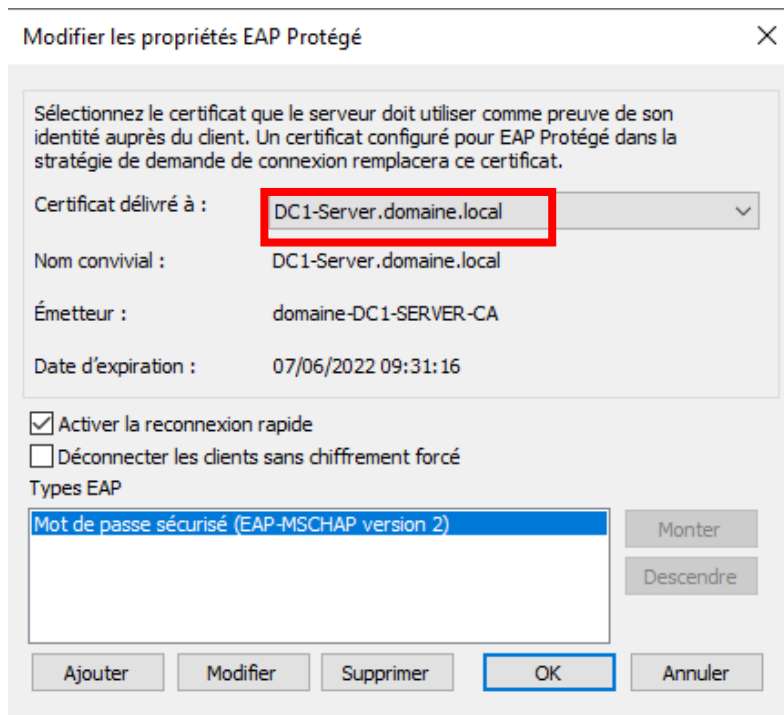 Modifier les propriétés EAP Protégé
Sélectionnez le certificat que le serveur doit utiliser comme preuve de son
identité auprès du client. Un certificat configuré pour EAP Protégé dans la
stratégie de demande de connexion remplacera ce certificat.
Certificat délivré à : DC1-Server.domaine.local
Nom convivial : DC1-Server.domaine.local
Émetteur : domaine-DC1-SERVER-CA
Date d'expiration : 07/06/2022 09:31:16
Activer la reconnexion rapide
Déconnecter les clients sans chiffrement forcé
Types EAP
Mot de passe sécurisé (EAP-MSCHAP version 2)
Monter
Descendre
Ajouter Modifier Supprimer OK Annuler